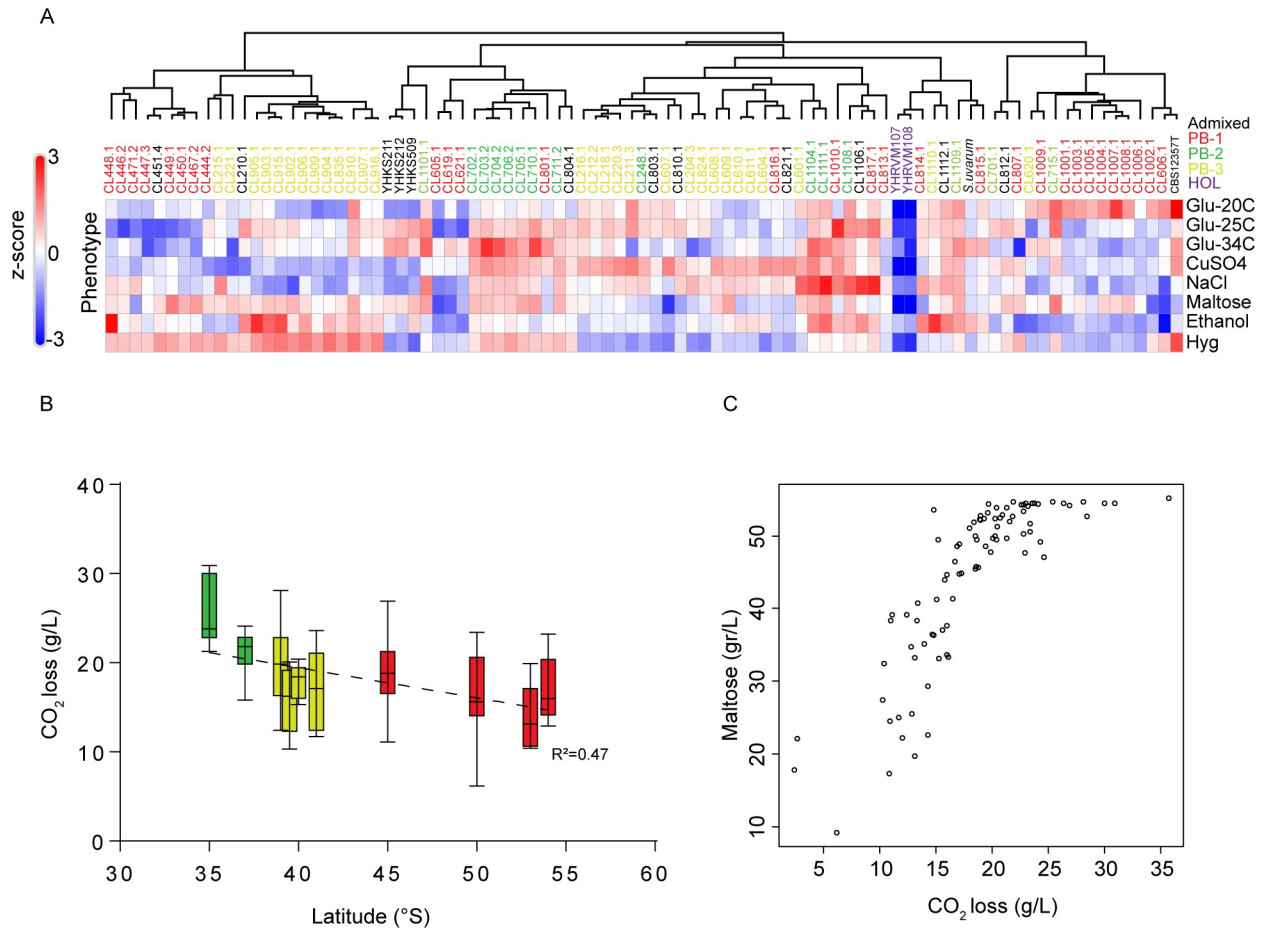 A
Admixed
PB-1
PB-2
PB-3
HOL
3
0
-3
z-score
Phenotype
CL448.1
CL446.2
CL471.2
CL447.3
CL451.4
CL449.1
CL450.1
CL467.2
CL444.2
CL215.1
CL221.1
CL210.1
CL905.1
CL903.1
CL915.1
CL902.1
CL901.1
CL909.1
CL904.1
CL935.1
CL910.1
CL907.1
CL916.1
YHKS211
YHKS212
YHKS509
CL1101.1
CL605.1
CL619.1
CL621.1
CL702.1
CL703.2
CL704.2
CL706.2
CL705.1
CL710.1
CL801.1
CL711.2
CL804.1
CL216.1
CL212.2
CL218.1
CL220.3
CL211.3
CL248.1
CL803.1
CL607.1
CL810.1
CL204.3
CL824.1
CL608.1
CL609.1
CL610.1
CL611.1
CL604.1
CL816.1
CL821.1
CL601.1
CL1104.1
CL1111.1
CL1010.1
CL1108.1
CL1106.1
CL817.1
CL818.1
YHRVM107
YHRVM108
CL814.1
CL1110.1
CL1112.1
CL1109.1
S.uvarum
CL815.1
CL812.1
CL807.1
CL620.1
CL1009.1
CL715.1
CL1001.1
CL1003.1
CL1005.1
CL1004.1
CL1007.1
CL1008.1
CL1006.1
CL1002.1
CL606.1
CBS12357T
Glu-20C
Glu-25C
Glu-34C
CuSO4
NaCl
Maltose
Ethanol
Hyg
B
40
30
20
10
0
CO2 loss (g/L)
R²=0.47
30 35 40 45 50 55 60
Latitude (°S)
C
50
40
30
20
10
Maltose (gr/L)
5 10 15 20 25 30 35
CO2 loss (g/L)